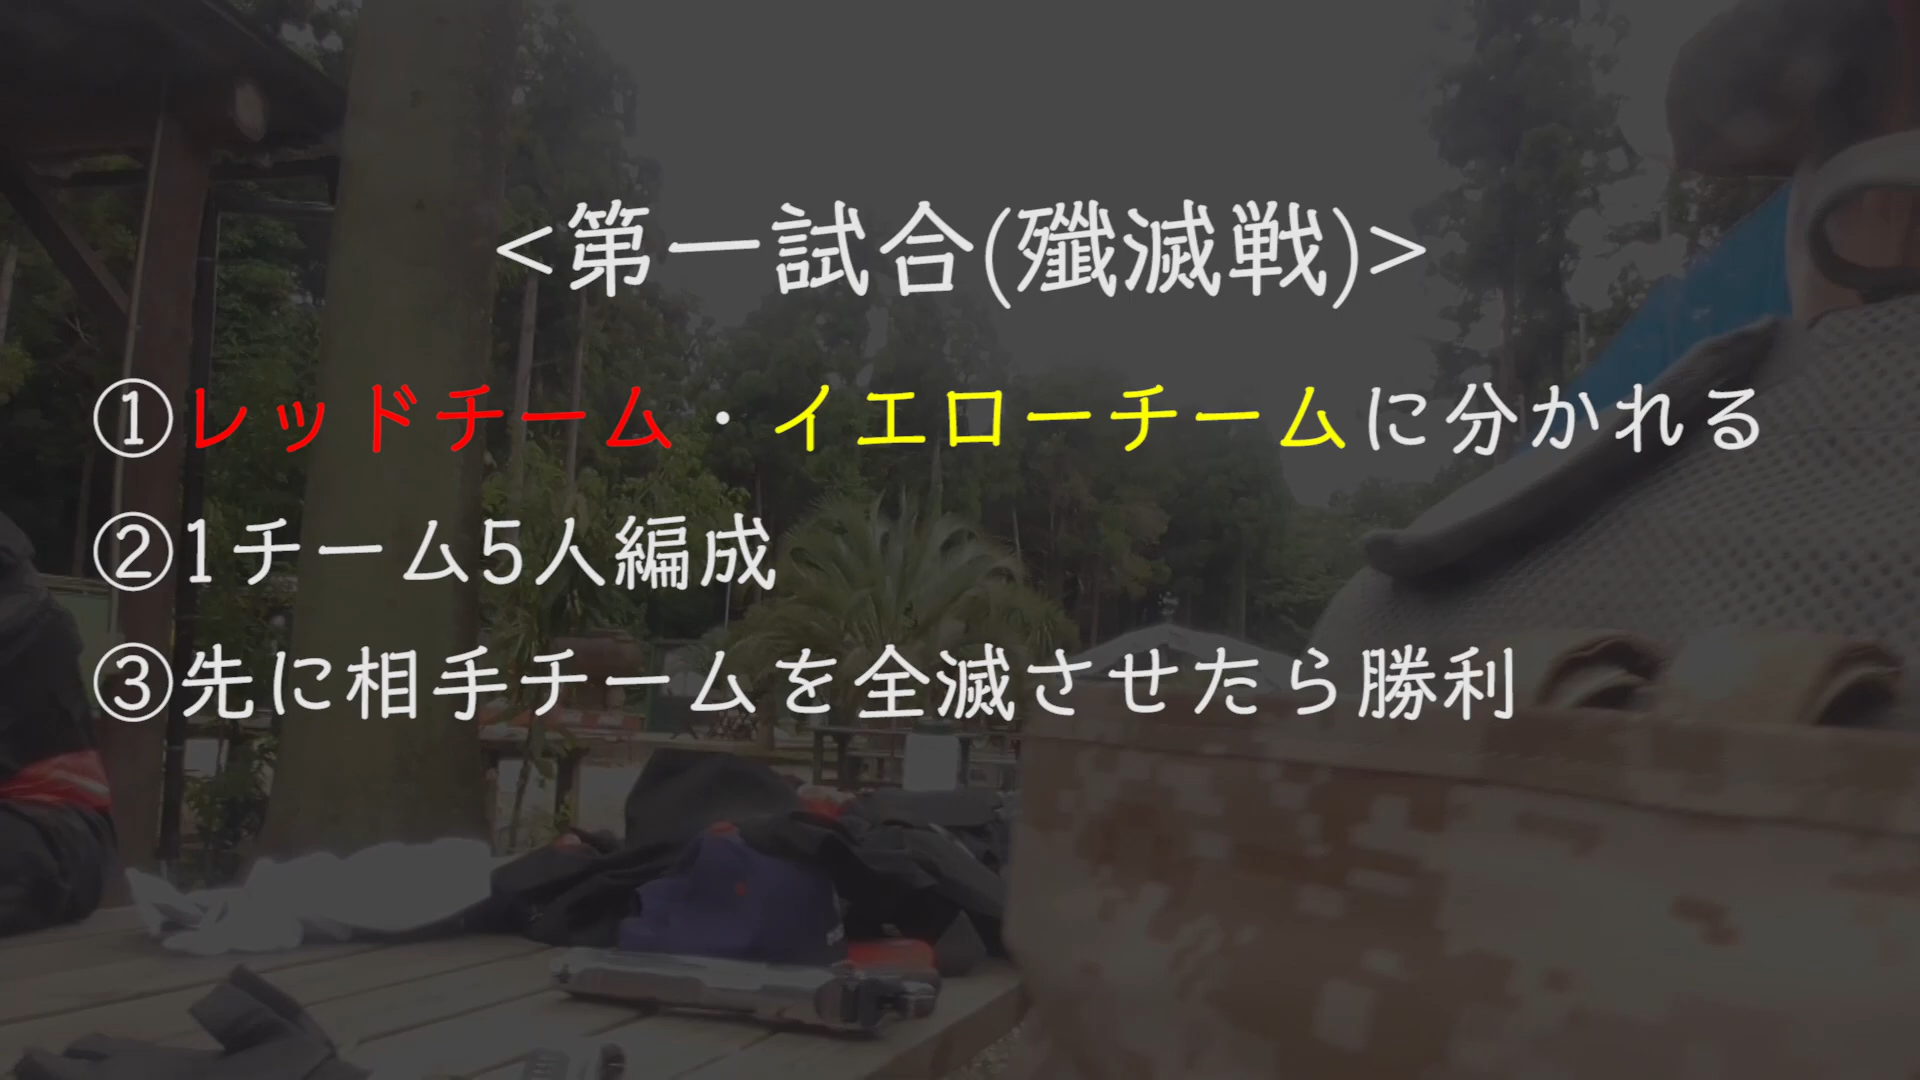 <第一試合(殲滅戦)>
①レッドチーム・イエローチームに分かれる
②1チーム5人編成
③先に相手チームを全滅させたら勝利